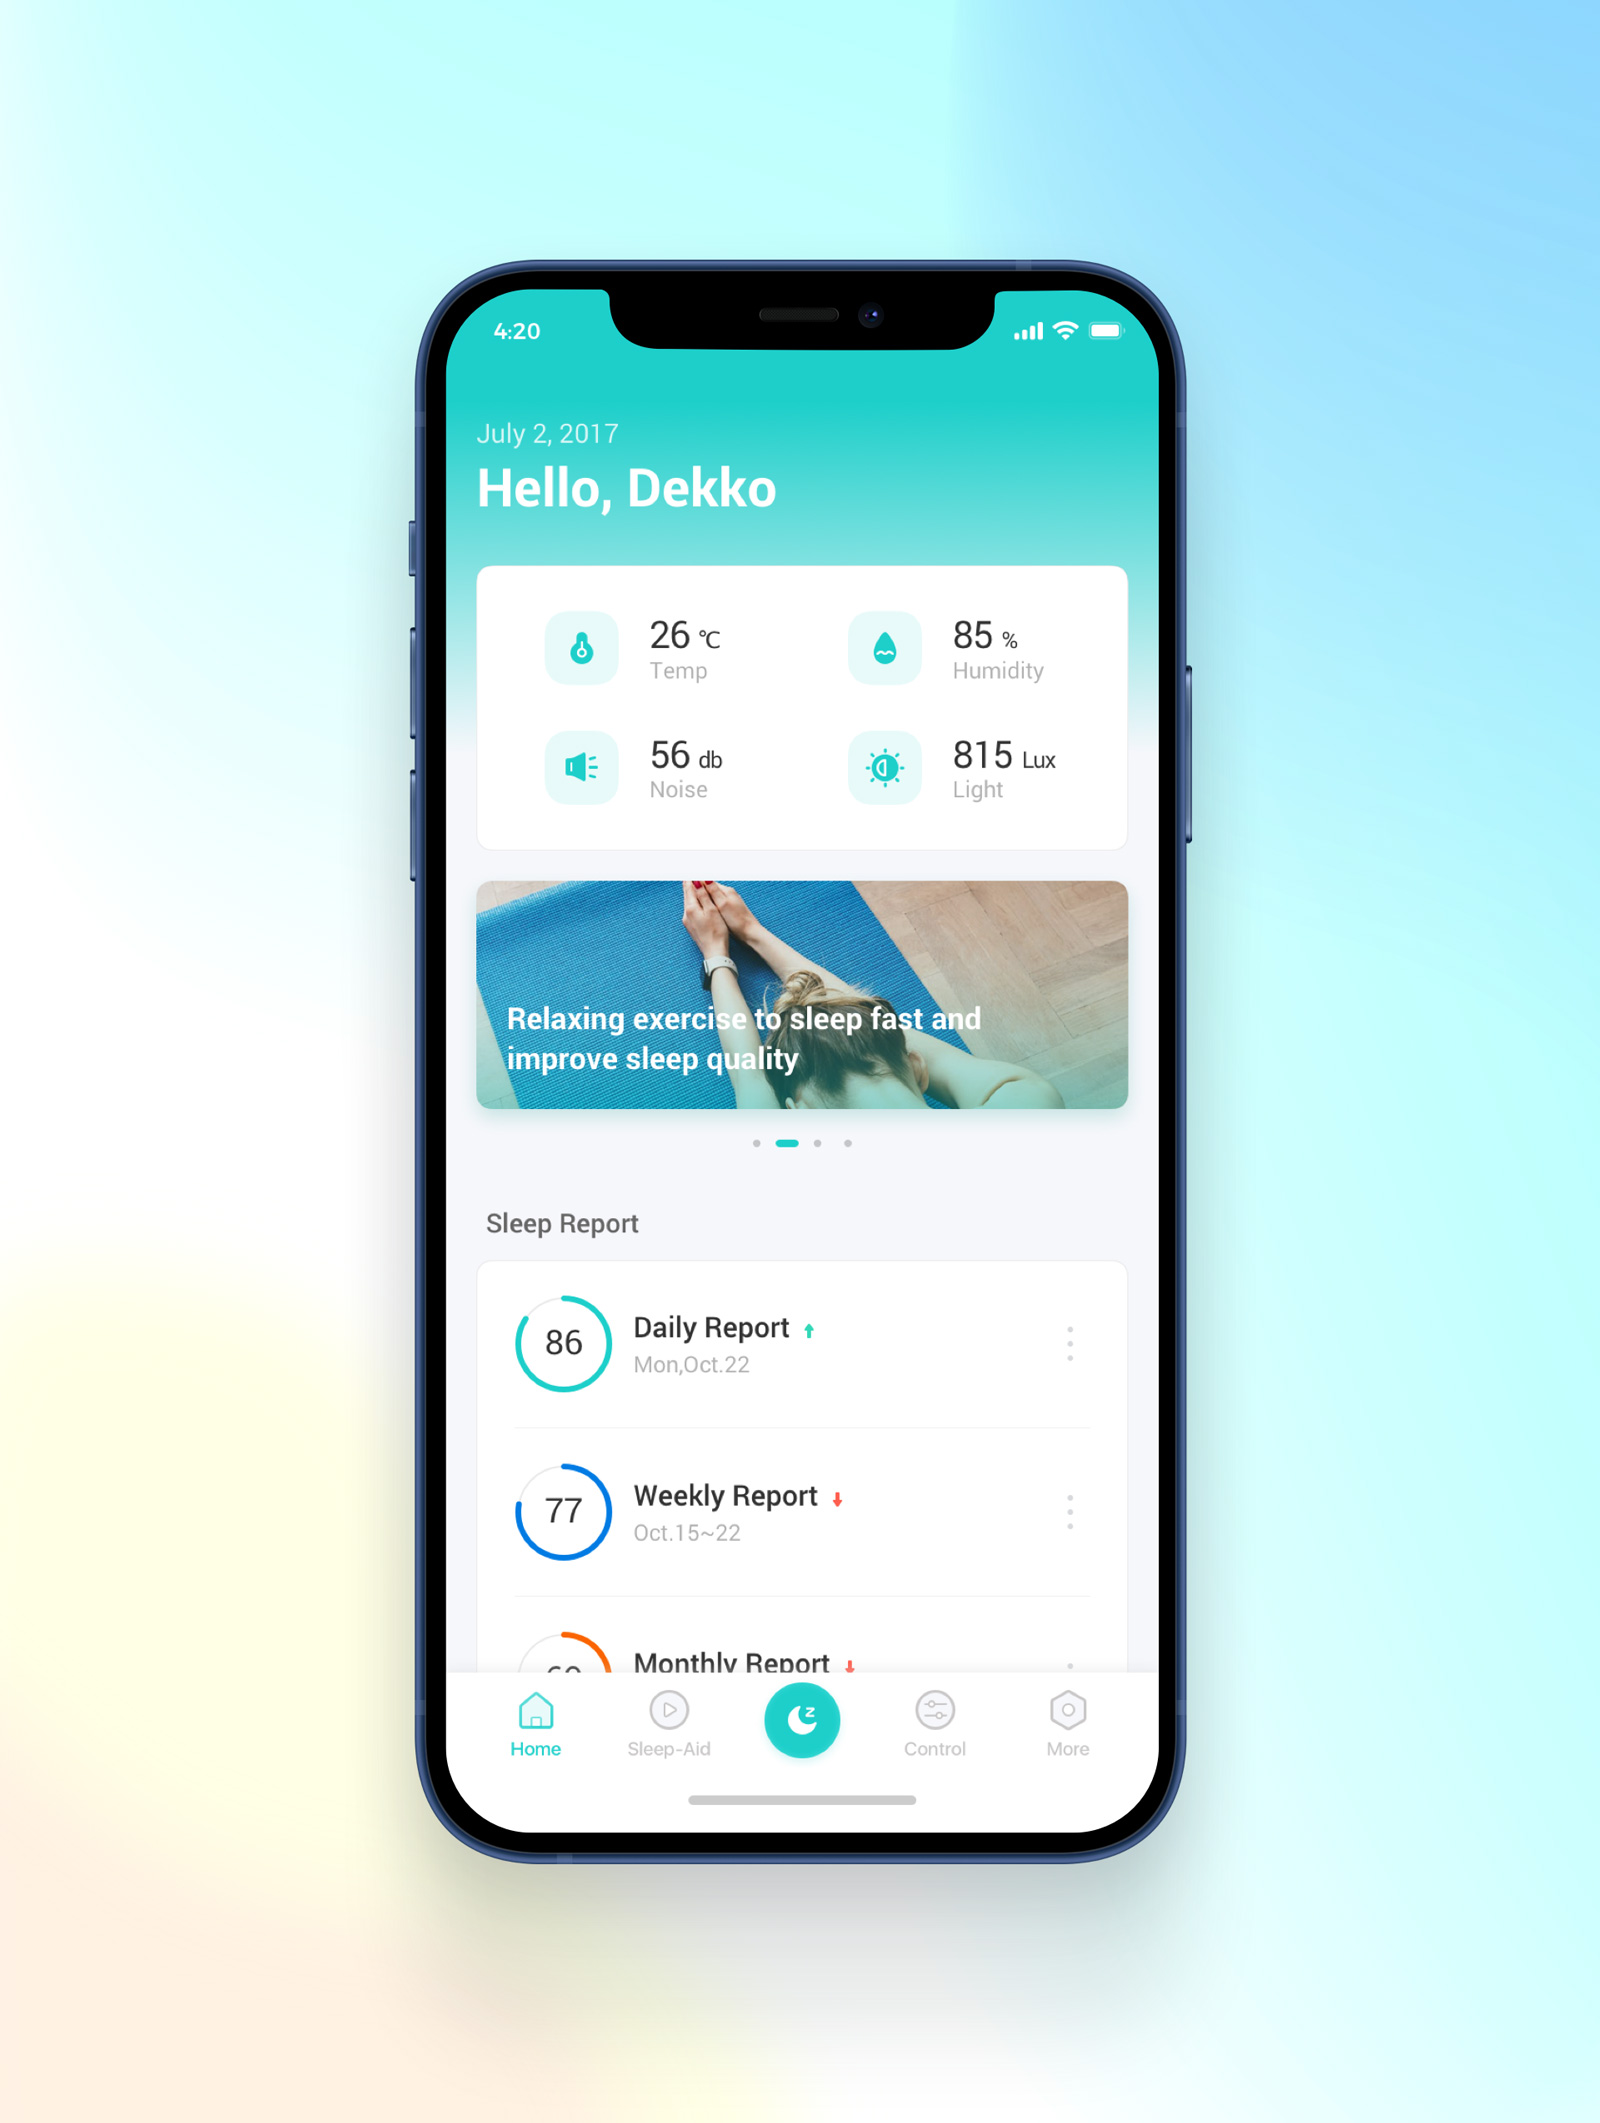 4:20
July 2, 2017
Hello, Dekko
26 ℃
Temp
85 %
Humidity
56 db
Noise
815 Lux
Light
Relaxing exercise to sleep fast and
improve sleep quality
Sleep Report
86
Daily Report
Mon,Oct.22
77
Weekly Report
Oct.15~22
Monthly Report
z
Home
Sleep-Aid
Control
More